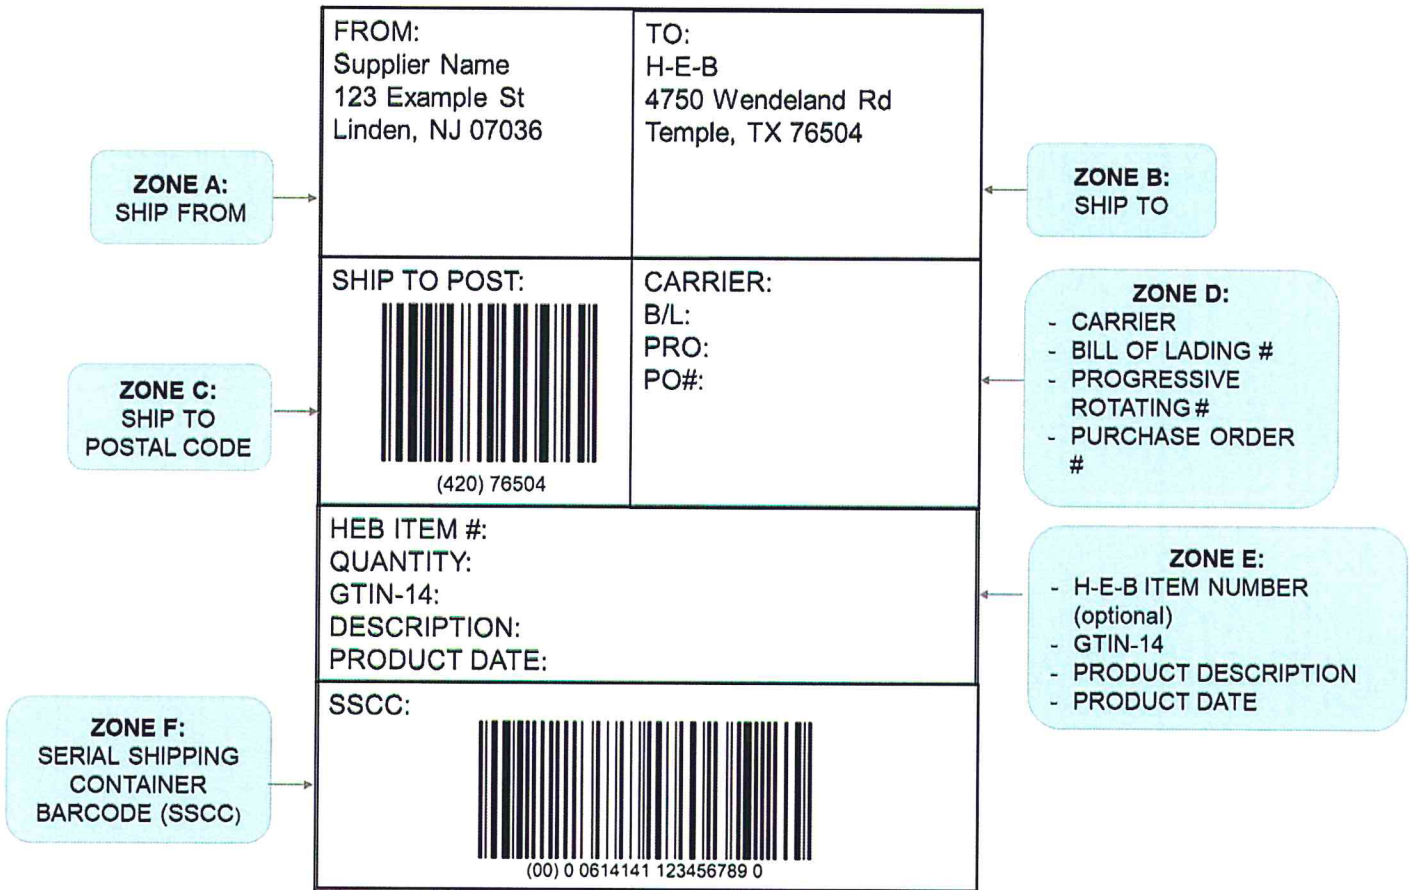 FROM:
Supplier Name
123 Example St
Linden, NJ 07036
TO:
H-E-B
4750 Wendeland Rd
Temple, TX 76504
ZONE A:
SHIP FROM
ZONE B:
SHIP TO
SHIP TO POST:
(420) 76504
CARRIER:
B/L:
PRO:
PO#:
ZONE C:
SHIP TO
POSTAL CODE
ZONE D:
- CARRIER
- BILL OF LADING #
- PROGRESSIVE
ROTATING #
- PURCHASE ORDER
#
HEB ITEM #:
QUANTITY:
GTIN-14:
DESCRIPTION:
PRODUCT DATE:
ZONE E:
- H-E-B ITEM NUMBER
(optional)
- GTIN-14
- PRODUCT DESCRIPTION
- PRODUCT DATE
ZONE F:
SERIAL SHIPPING
CONTAINER
BARCODE (SSCC)
SSCC:
(00) 0 0614141 123456789 0